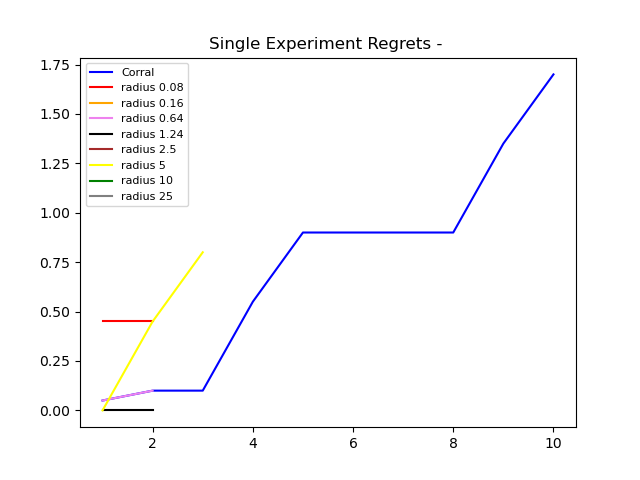 Single Experiment Regrets -
1.75
1.50
1.25
1.00
0.75
0.50
0.25
0.00
Corral
radius 0.08
radius 0.16
radius 0.64
radius 1.24
radius 2.5
radius 5
radius 10
radius 25
2 4 6 8 10